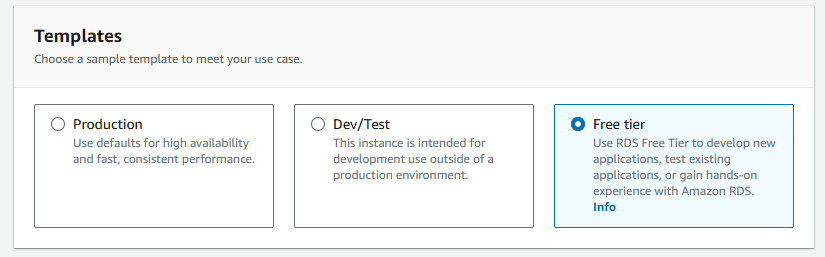 Templates
Choose a sample template to meet your use case.
Production
Use defaults for high availability
and fast, consistent performance.
Dev/Test
This instance is intended for
development use outside of a
production environment.
Free tier
Use RDS Free Tier to develop new
applications, test existing
applications, or gain hands-on
experience with Amazon RDS.
Info